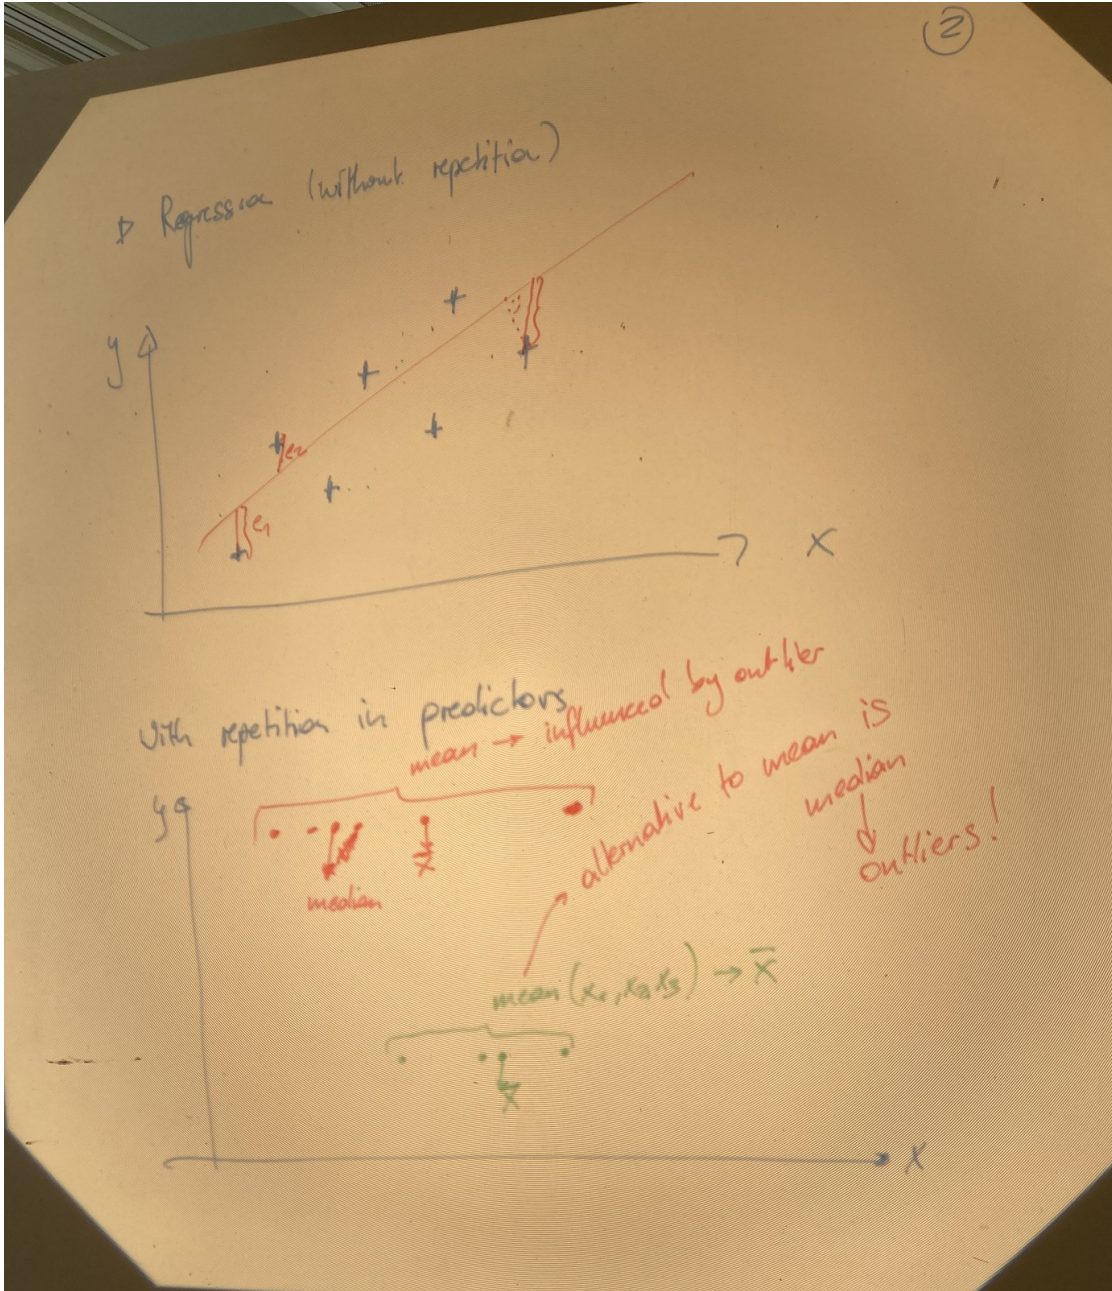 2
Regression (without repetition)
y
e2
e1
x
With repetition in predictors
mean → influenced by outlier
alternative to mean is
median
outliers!
y
x̄
median
mean (x1, x2, x3) → x̄
x̄
x